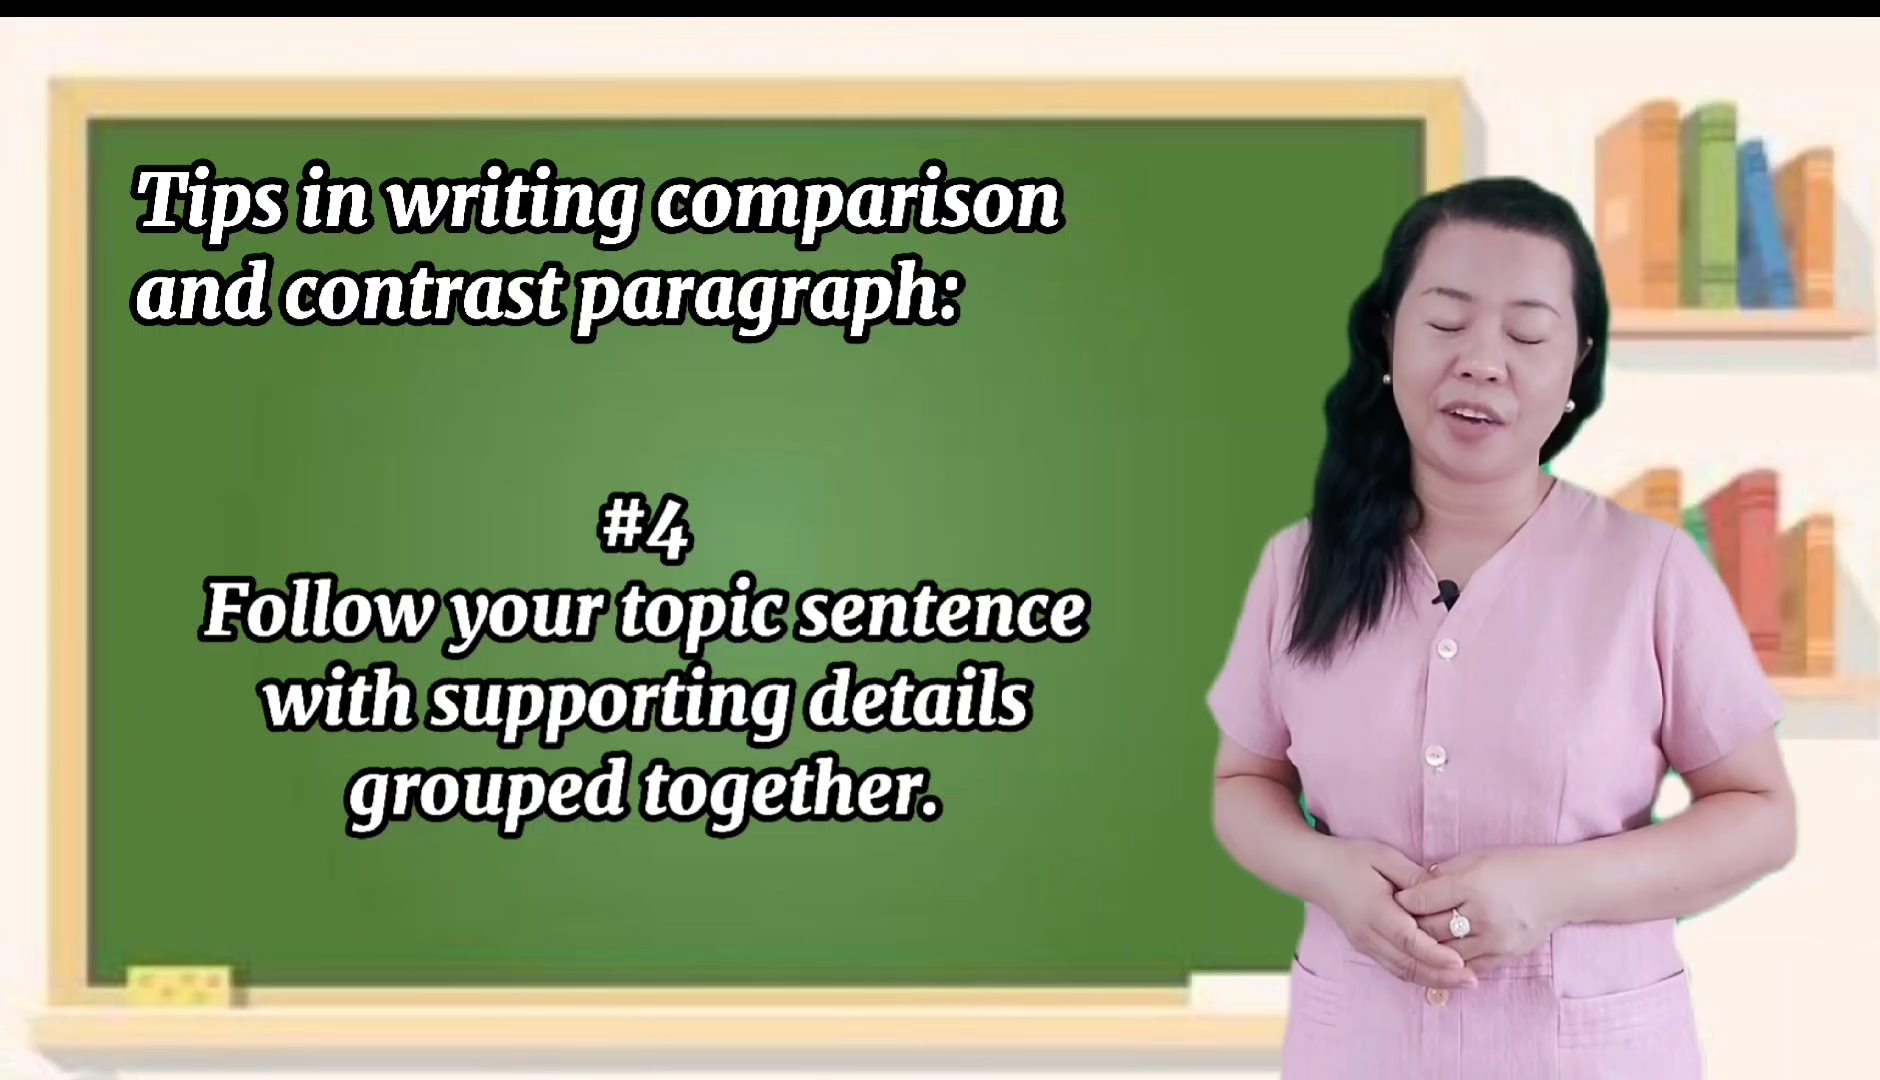 Tips in writing comparison
and contrast paragraph:
#4
Follow your topic sentence
with supporting details
grouped together.